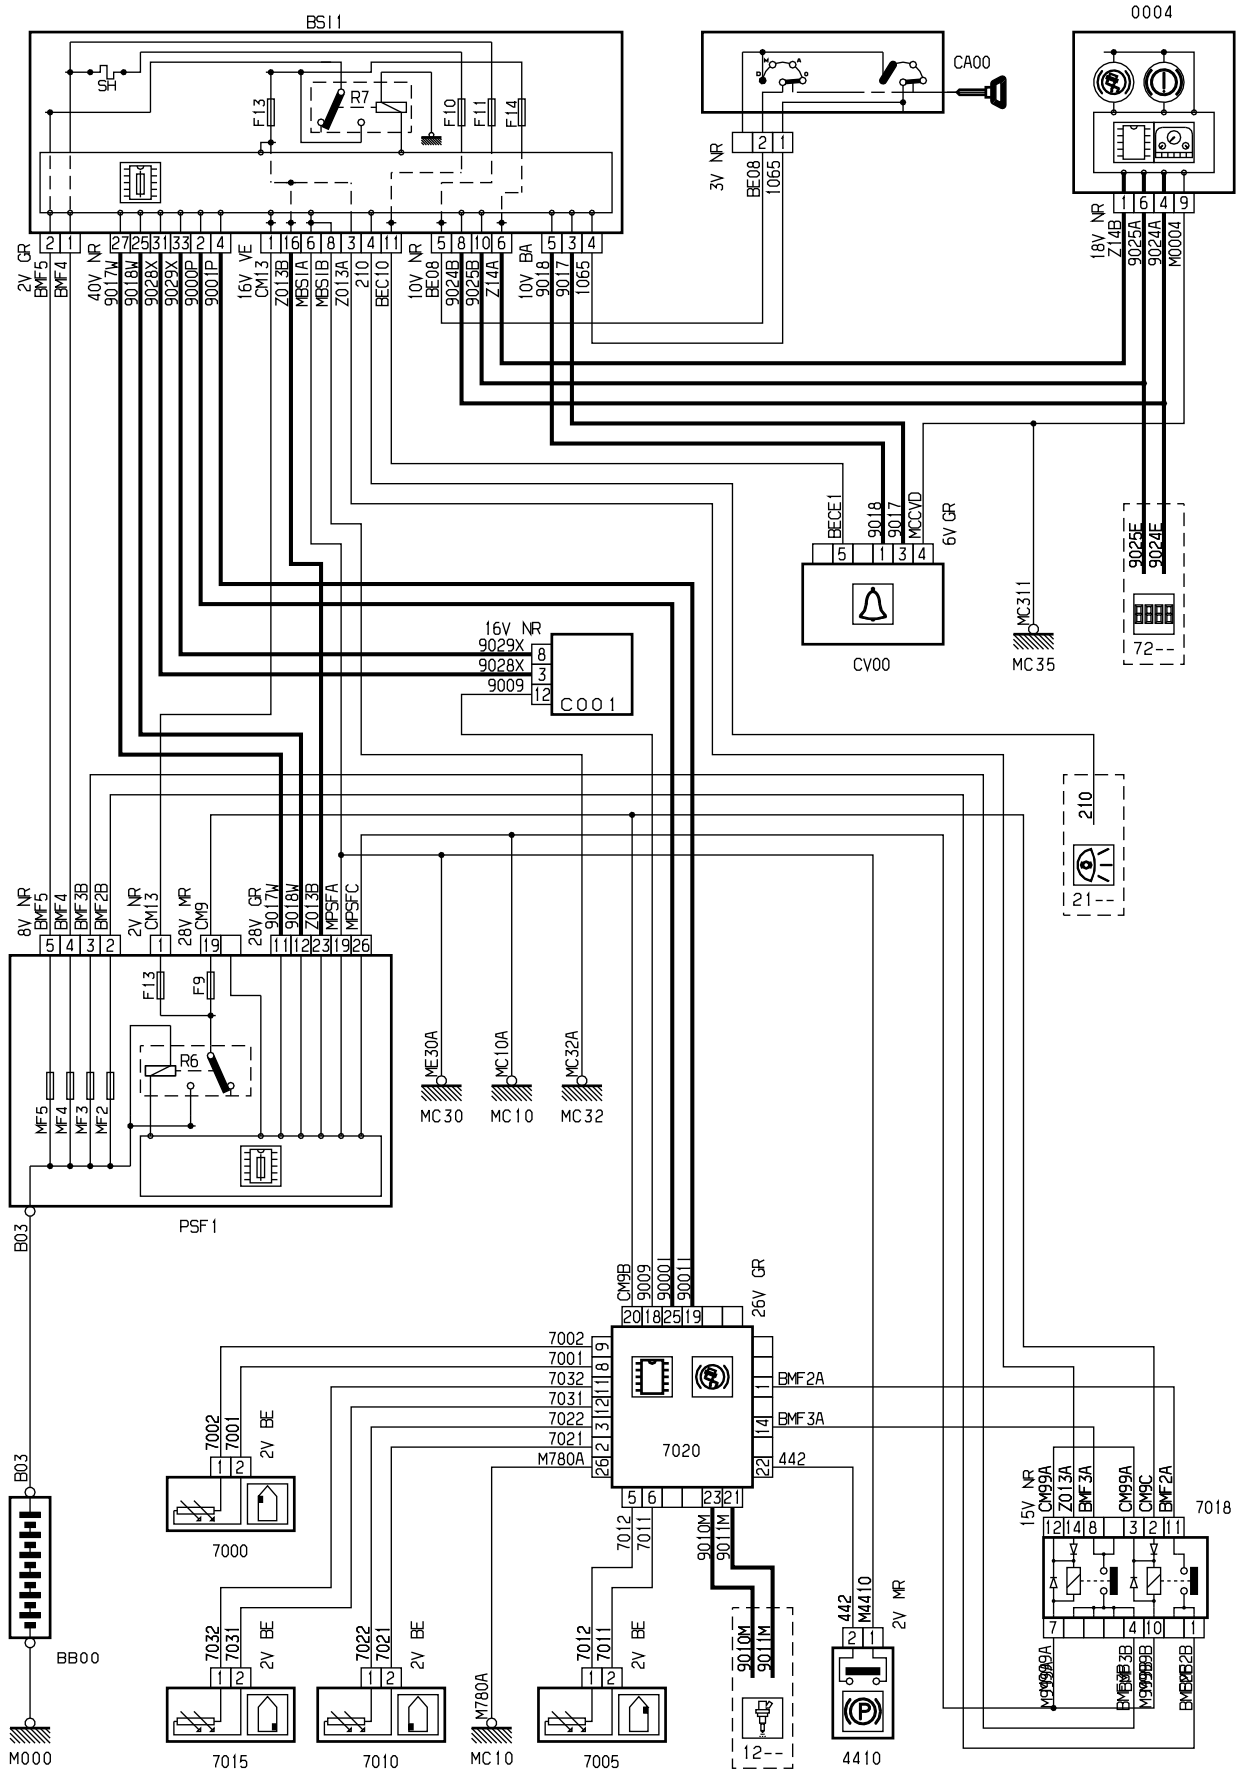 BSI1
0004
CA00
SH
F13
R7
F10
F11
F14
3V NR
2 1
BE08
1065
1 6 4 9
18V NR
Z14B
9025A
9024A
M0004
2 1
27 25 31 33 2 4
1 16 6 8 3 4 11
5 8 10 6
5 3 4
2V GR
BMF5
BMF4
40V NR
9017W
9018W
9028X
9029X
9000P
9001P
16V VE
CM13
Z013B
MBSIA
MBSIB
Z013A
210
BEC10
10V NR
BE08
9024B
9025B
Z14A
10V BA
9018
9017
1065
BECE1
9018
9017
MCCVD
6V GR
5 1 3 4
CV00
MC311
MC35
9025E
9024E
72--
16V NR
9029X 8
9028X 3
9009 12
C001
210
21--
8V NR
BMF5
BMF4
BMF3B
BMF2B
2V NR
CM13
28V MR
CM9
28V GR
9017W
9018W
Z013B
MPSFA
MPSFC
5 4 3 2
1
19
11 12 23 19 26
F13
F9
R6
MF5
MF4
MF3
MF2
PSF1
B03
ME30A
MC10A
MC32A
MC30
MC10
MC32
CM9B
9009
9000I
9001I
26V GR
20 18 25 19
7002 9
7001 8
7032 11
7031 12
7022 3
7021 2
M780A 26
1 BMF2A
14 BMF3A
22 442
7020
5 6 23 21
7012
7011
9010M
9011M
7002
7001
2V BE
1 2
7000
B03
BB00
M000
7032
7031
2V BE
1 2
7015
7022
7021
2V BE
1 2
7010
M780A
MC10
7012
7011
2V BE
1 2
7005
9010M
9011M
12--
442
M4410
2V MR
2 1
P
4410
15V NR
CM99A
Z013A
BMF3A
CM99A
CM9C
BMF2A
7018
12 14 8 3 2 11
7 4 10 1